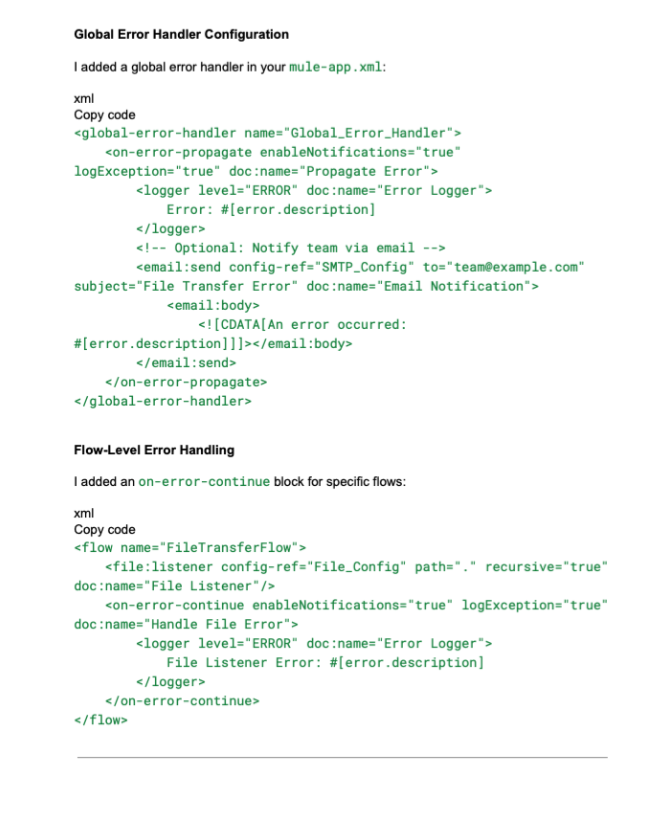 Global Error Handler Configuration
I added a global error handler in your mule-app.xml:
xml
Copy code
<global-error-handler name="Global_Error_Handler">
    <on-error-propagate enableNotifications="true"
logException="true" doc:name="Propagate Error">
        <logger level="ERROR" doc:name="Error Logger">
            Error: #[error.description]
        </logger>
        <!-- Optional: Notify team via email -->
        <email:send config-ref="SMTP_Config" to="team@example.com"
subject="File Transfer Error" doc:name="Email Notification">
            <email:body>
                <![CDATA[An error occurred:
#[error.description]]]></email:body>
        </email:send>
    </on-error-propagate>
</global-error-handler>
Flow-Level Error Handling
I added an on-error-continue block for specific flows:
xml
Copy code
<flow name="FileTransferFlow">
    <file:listener config-ref="File_Config" path="." recursive="true"
doc:name="File Listener"/>
    <on-error-continue enableNotifications="true" logException="true"
doc:name="Handle File Error">
        <logger level="ERROR" doc:name="Error Logger">
            File Listener Error: #[error.description]
        </logger>
    </on-error-continue>
</flow>